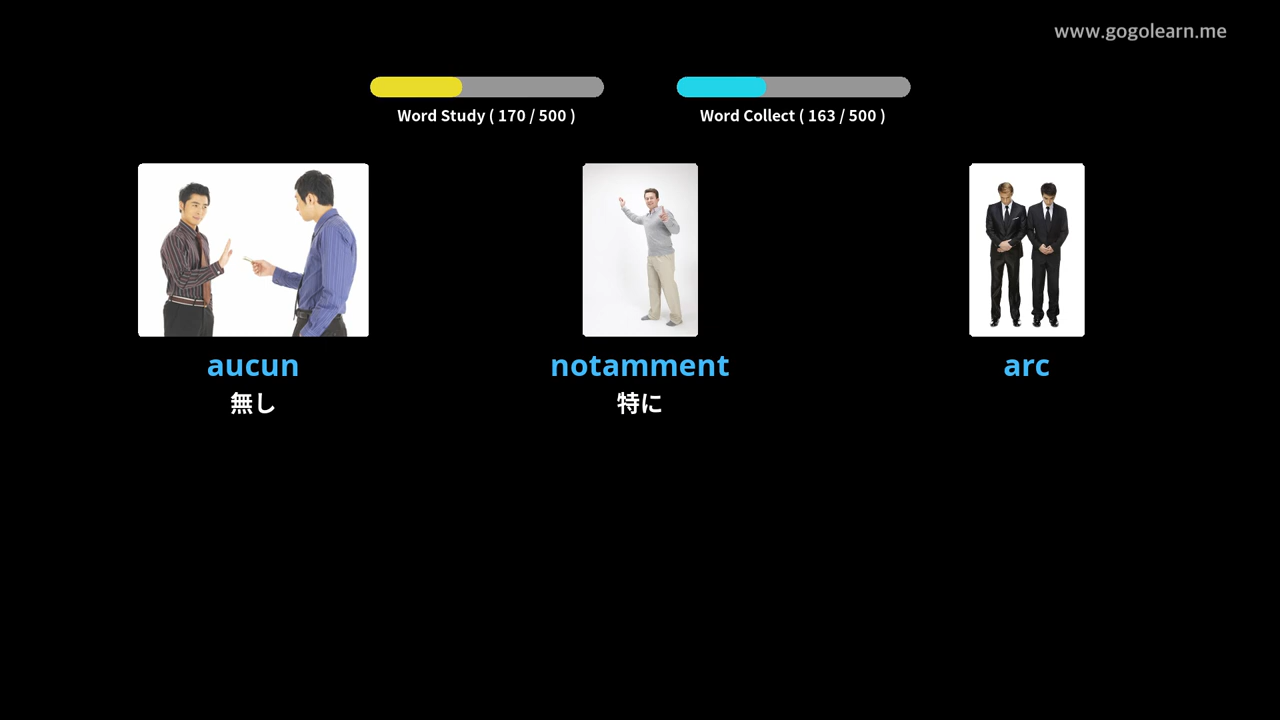 www.gogolearn.me
Word Study ( 170 / 500 )
Word Collect ( 163 / 500 )
aucun
無し
notamment
特に
arc